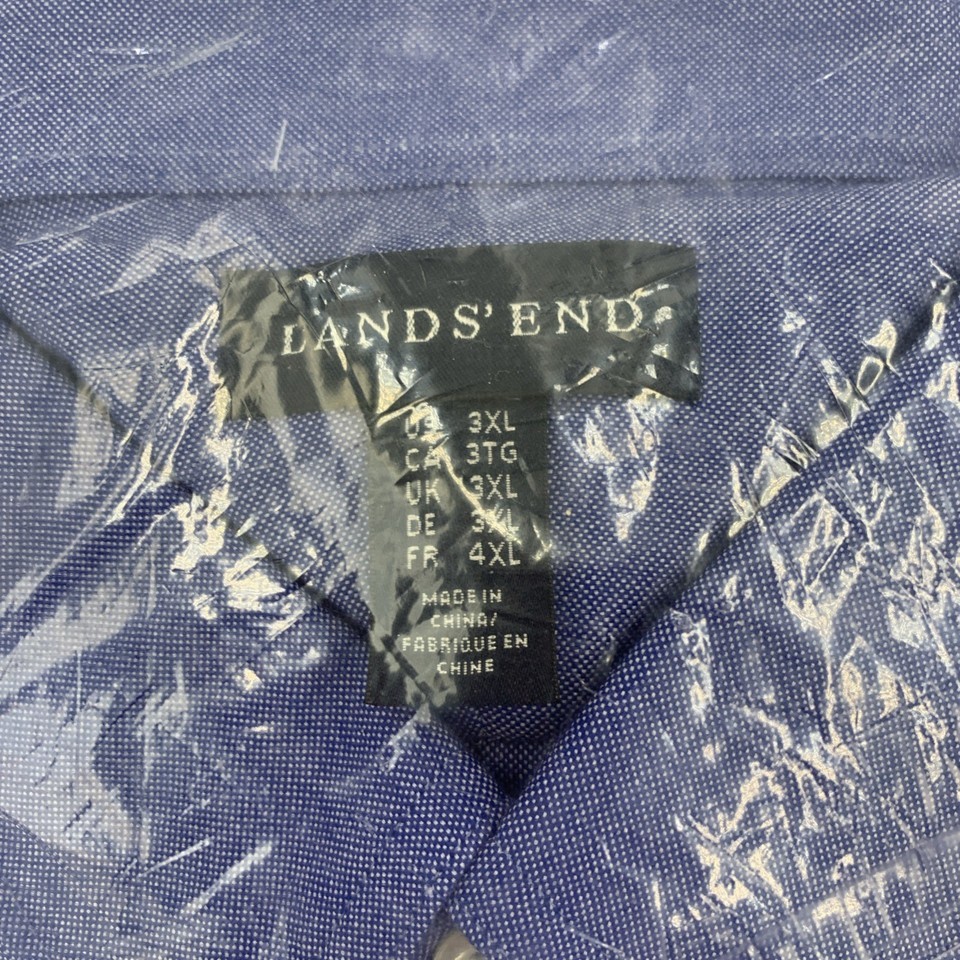 LANDS' END
US 3XL
CA 3TG
UK 3XL
DE 3XL
FR 4XL
MADE IN
CHINA/
FABRIQUE EN
CHINE